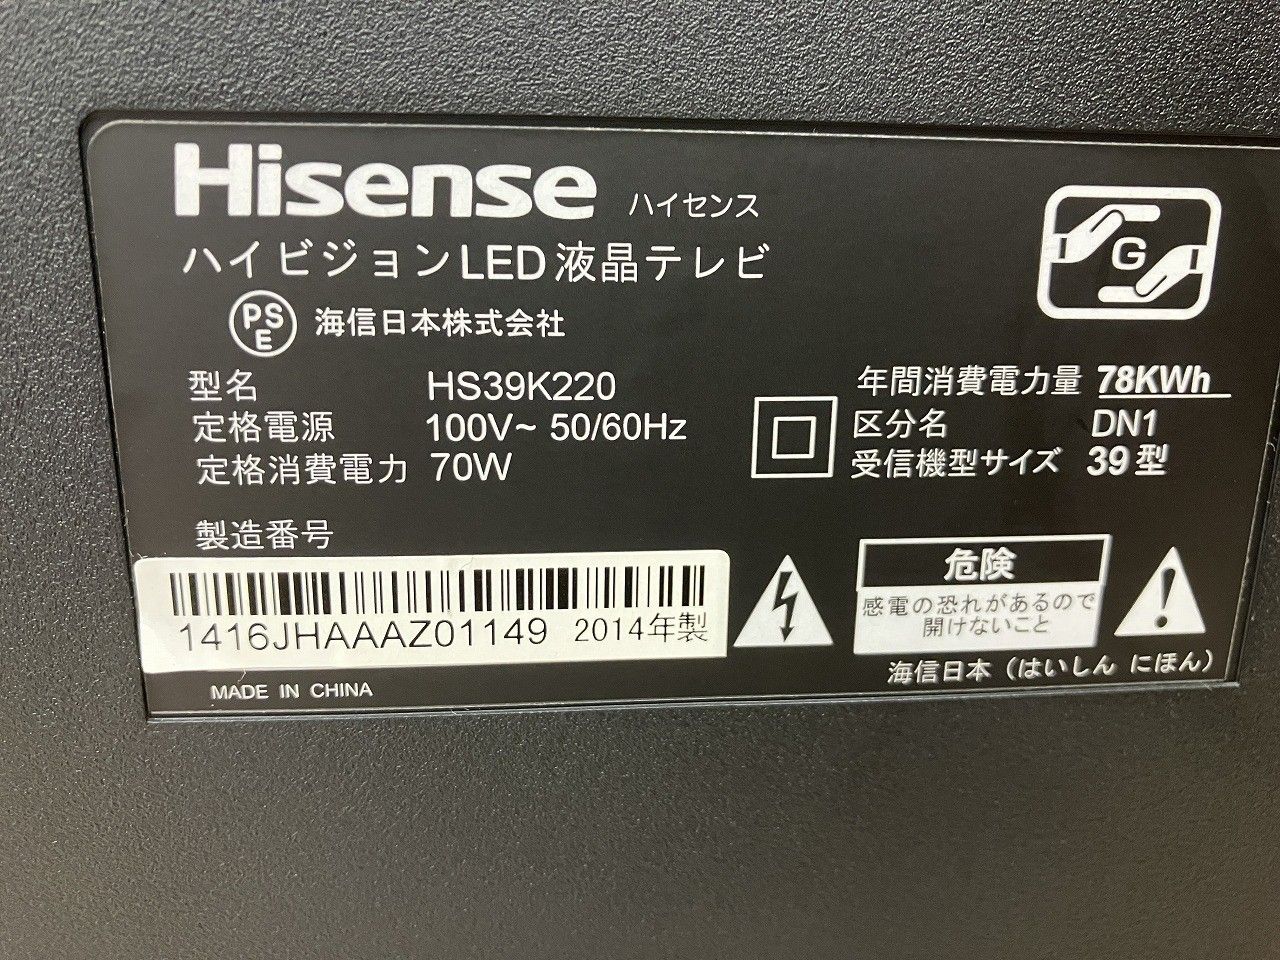 Hisense ハイセンス
ハイビジョンLED液晶テレビ
PSE 海信日本株式会社
G
型名 HS39K220
定格電源 100V~ 50/60Hz
定格消費電力 70W
年間消費電力量 78KWh
区分名 DN1
受信機型サイズ 39型
製造番号
1416JHAAAZ01149 2014年製
MADE IN CHINA
危険
感電の恐れがあるので
開けないこと
海信日本(はいしん にほん)